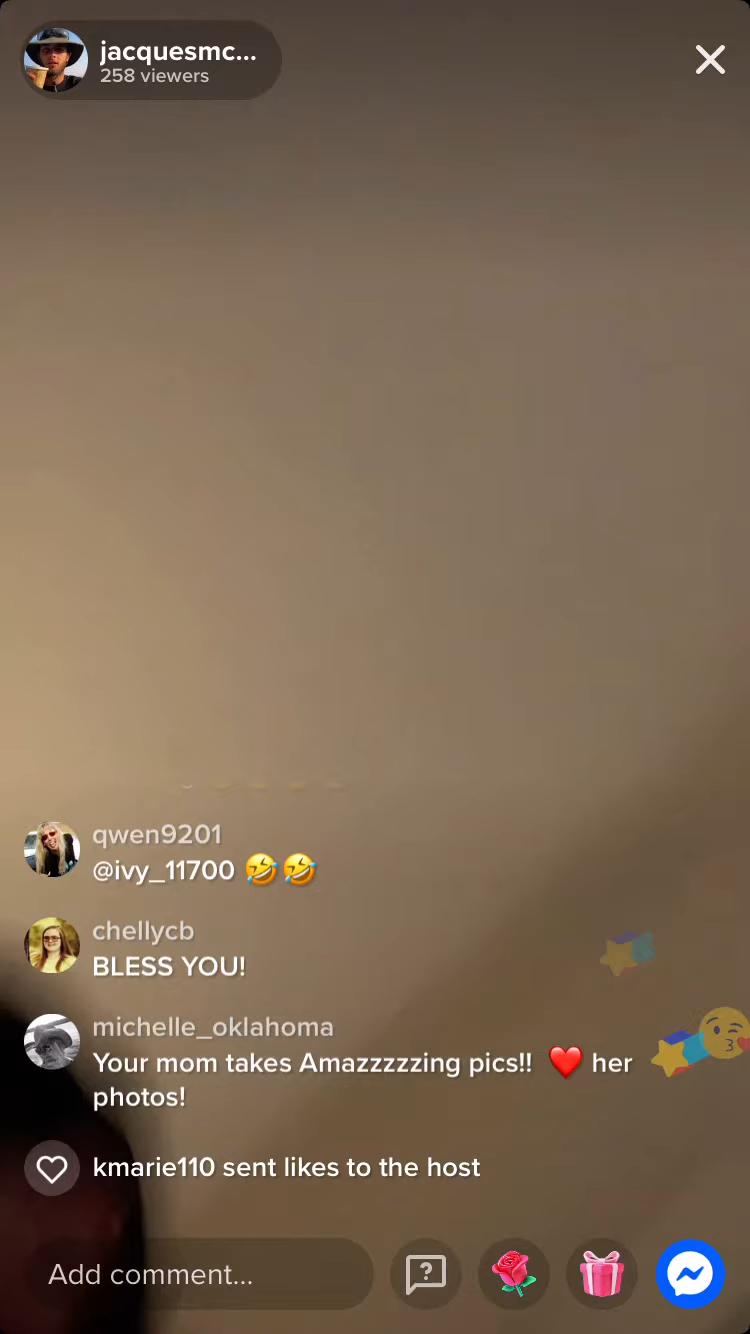 jacquesmc...
258 viewers
qwen9201
@ivy_11700 🤣🤣
chellycb
BLESS YOU!
michelle_oklahoma
Your mom takes Amazzzzzing pics!! ❤️ her
photos!
kmarie110 sent likes to the host
Add comment...
?